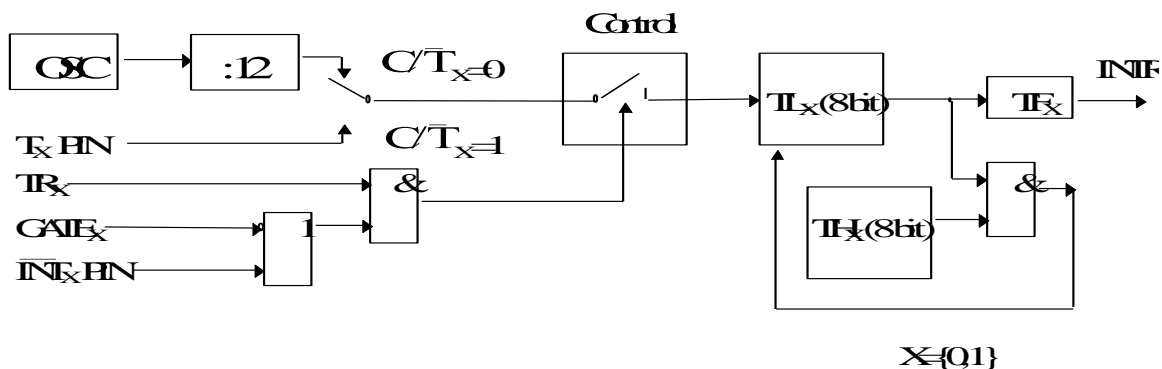 Control
OSC
:12
C/T̅x=0
INTR
TLx(8bit)
TFx
Tx PIN
C/T̅x=1
TRx
&
&
GATEx
1
THx(8bit)
I̅N̅T̅x PIN
X={0,1}